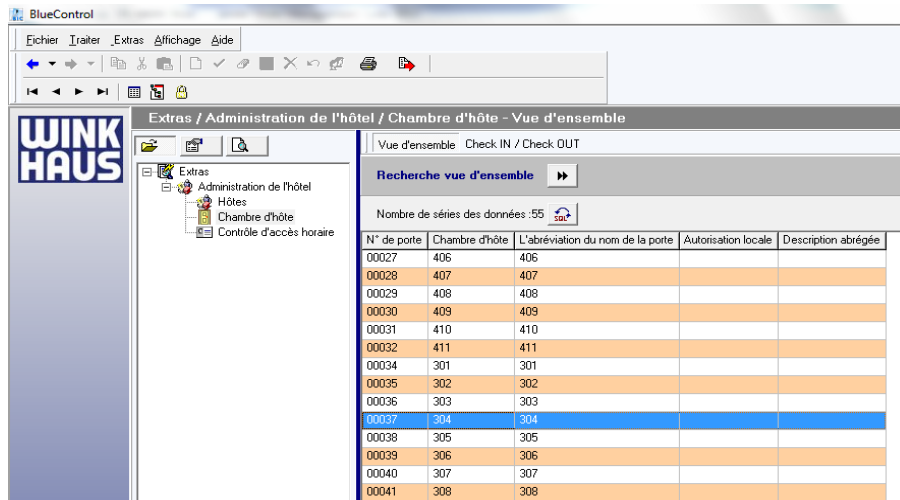 BlueControl
Fichier Traiter Extras Affichage Aide
WINK
HAUS
Extras / Administration de l'hôtel / Chambre d'hôte - Vue d'ensemble
Extras
Administration de l'hôtel
Hôtes
Chambre d'hôte
Contrôle d'accès horaire
Vue d'ensemble Check IN / Check OUT
Recherche vue d'ensemble
Nombre de séries des données :55 SQL
N° de porte Chambre d'hôte L'abréviation du nom de la porte Autorisation locale Description abrégée
00027 406 406
00028 407 407
00029 408 408
00030 409 409
00031 410 410
00032 411 411
00034 301 301
00035 302 302
00036 303 303
00037 304 304
00038 305 305
00039 306 306
00040 307 307
00041 308 308